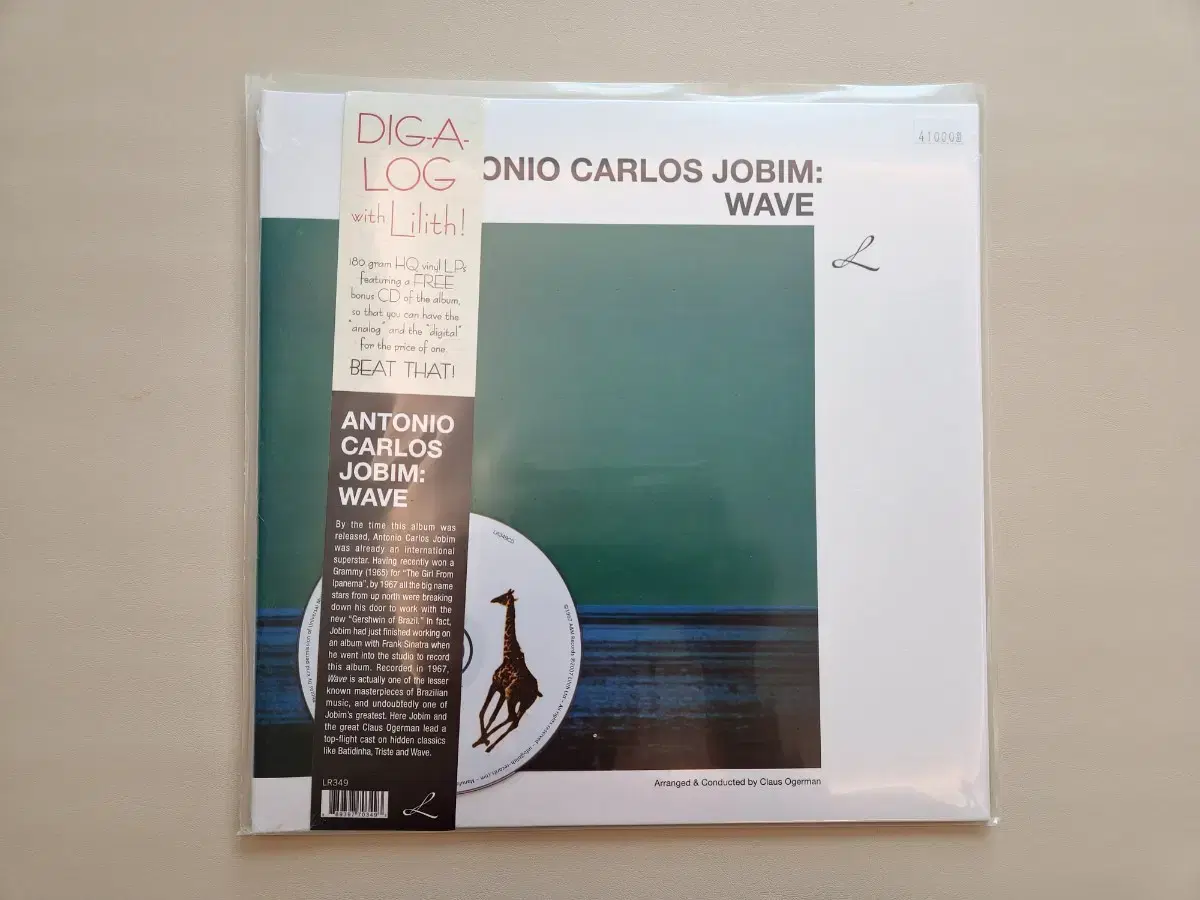 DIG-A-
LOG
with Lilith!
180 gram HQ vinyl LPs
featuring a FREE
bonus CD of the album,
so that you can have the
"analog" and the "digital"
for the price of one.
BEAT THAT!
ONIO CARLOS JOBIM:
WAVE
41000
L
ANTONIO
CARLOS
JOBIM:
WAVE
By the time this album was
released, Antonio Carlos Jobim
was already an international
superstar. Having recently won a
Grammy (1965) for "The Girl From
Ipanema", by 1967 all the big name
stars from up north were breaking
down his door to work with the
new "Gershwin of Brazil." In fact,
Jobim had just finished working on
an album with Frank Sinatra when
he went into the studio to record
this album. Recorded in 1967,
Wave is actually one of the lesser
known masterpieces of Brazilian
music, and undoubtedly one of
Jobim's greatest. Here Jobim and
the great Claus Ogerman lead a
top-flight cast on hidden classics
like Batidinha, Triste and Wave.
LR349
L
LR349CD
Arranged & Conducted by Claus Ogerman